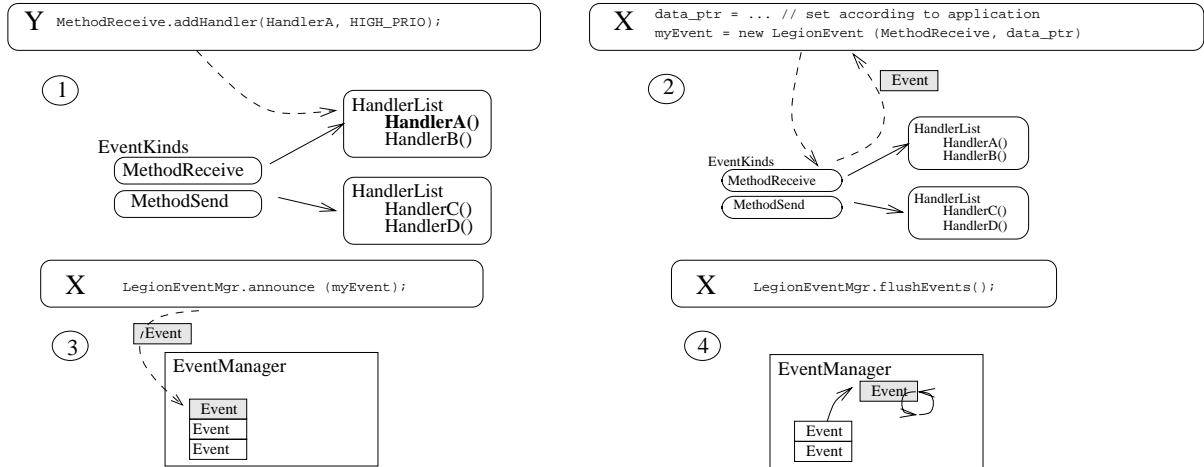 Y MethodReceive.addHandler(HandlerA, HIGH_PRIO);
1
HandlerList
HandlerA()
HandlerB()
EventKinds
MethodReceive
MethodSend
HandlerList
HandlerC()
HandlerD()
X data_ptr = ... // set according to application
myEvent = new LegionEvent (MethodReceive, data_ptr)
2
Event
HandlerList
HandlerA()
HandlerB()
EventKinds
MethodReceive
MethodSend
HandlerList
HandlerC()
HandlerD()
X LegionEventMgr.announce (myEvent);
Event
3
EventManager
Event
Event
Event
X LegionEventMgr.flushEvents();
4
EventManager
Event
Event
Event